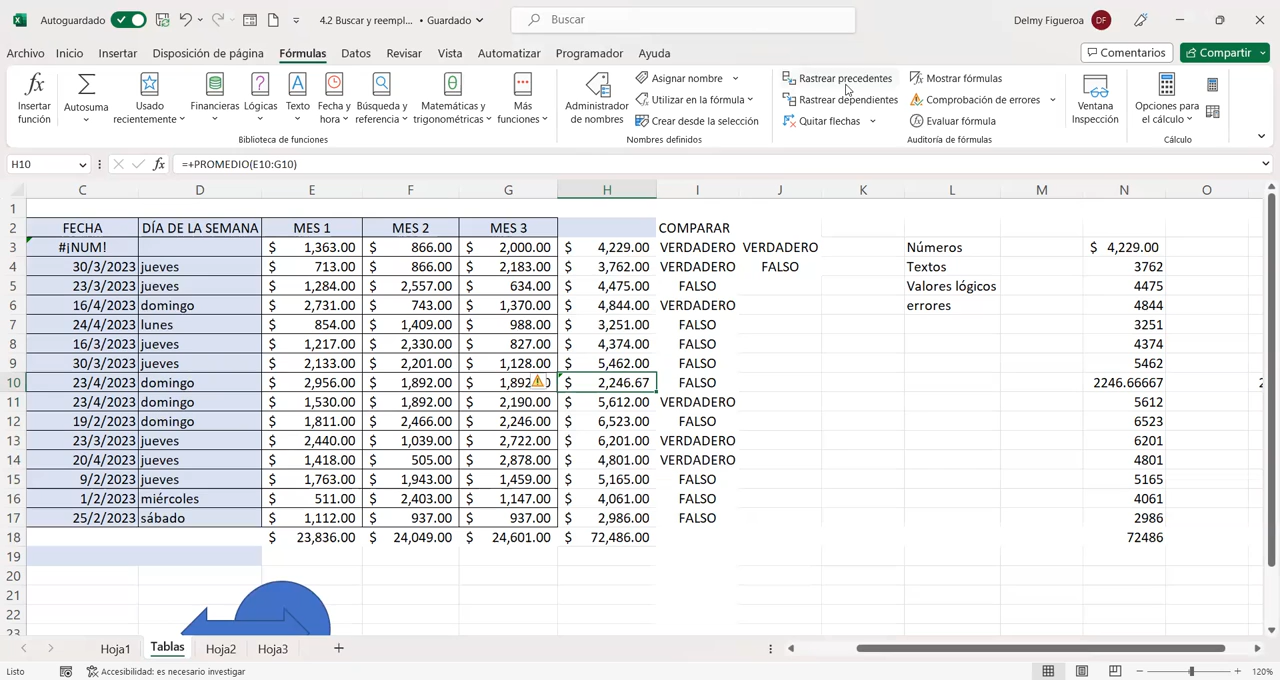 Autoguardado 4.2 Buscar y reempl... • Guardado Buscar Delmy Figueroa DF
Archivo Inicio Insertar Disposición de página Fórmulas Datos Revisar Vista Automatizar Programador Ayuda Comentarios Compartir
Insertar función Autosuma Usado recientemente Financieras Lógicas Texto Fecha y hora Búsqueda y referencia Matemáticas y trigonométricas Más funciones
Biblioteca de funciones
Administrador de nombres
Asignar nombre
Utilizar en la fórmula
Crear desde la selección
Nombres definidos
Rastrear precedentes
Rastrear dependientes
Quitar flechas
Mostrar fórmulas
Comprobación de errores
Evaluar fórmula
Auditoría de fórmulas
Ventana Inspección
Opciones para el cálculo
Cálculo
H10 fx =+PROMEDIO(E10:G10)
C D E F G H I J K L M N O
1
2 FECHA DÍA DE LA SEMANA MES 1 MES 2 MES 3 COMPARAR
3 #¡NUM! $ 1,363.00 $ 866.00 $ 2,000.00 $ 4,229.00 VERDADERO VERDADERO Números $ 4,229.00
4 30/3/2023 jueves $ 713.00 $ 866.00 $ 2,183.00 $ 3,762.00 VERDADERO FALSO Textos 3762
5 23/3/2023 jueves $ 1,284.00 $ 2,557.00 $ 634.00 $ 4,475.00 FALSO Valores lógicos 4475
6 16/4/2023 domingo $ 2,731.00 $ 743.00 $ 1,370.00 $ 4,844.00 VERDADERO errores 4844
7 24/4/2023 lunes $ 854.00 $ 1,409.00 $ 988.00 $ 3,251.00 FALSO 3251
8 16/3/2023 jueves $ 1,217.00 $ 2,330.00 $ 827.00 $ 4,374.00 FALSO 4374
9 30/3/2023 jueves $ 2,133.00 $ 2,201.00 $ 1,128.00 $ 5,462.00 FALSO 5462
10 23/4/2023 domingo $ 2,956.00 $ 1,892.00 $ 1,892 0 $ 2,246.67 FALSO 2246.66667 2
11 23/4/2023 domingo $ 1,530.00 $ 1,892.00 $ 2,190.00 $ 5,612.00 VERDADERO 5612
12 19/2/2023 domingo $ 1,811.00 $ 2,466.00 $ 2,246.00 $ 6,523.00 FALSO 6523
13 23/3/2023 jueves $ 2,440.00 $ 1,039.00 $ 2,722.00 $ 6,201.00 VERDADERO 6201
14 20/4/2023 jueves $ 1,418.00 $ 505.00 $ 2,878.00 $ 4,801.00 VERDADERO 4801
15 9/2/2023 jueves $ 1,763.00 $ 1,943.00 $ 1,459.00 $ 5,165.00 FALSO 5165
16 1/2/2023 miércoles $ 511.00 $ 2,403.00 $ 1,147.00 $ 4,061.00 FALSO 4061
17 25/2/2023 sábado $ 1,112.00 $ 937.00 $ 937.00 $ 2,986.00 FALSO 2986
18 $ 23,836.00 $ 24,049.00 $ 24,601.00 $ 72,486.00 72486
19
20
21
22
23
Hoja1 Tablas Hoja2 Hoja3
Listo Accesibilidad: es necesario investigar 120%